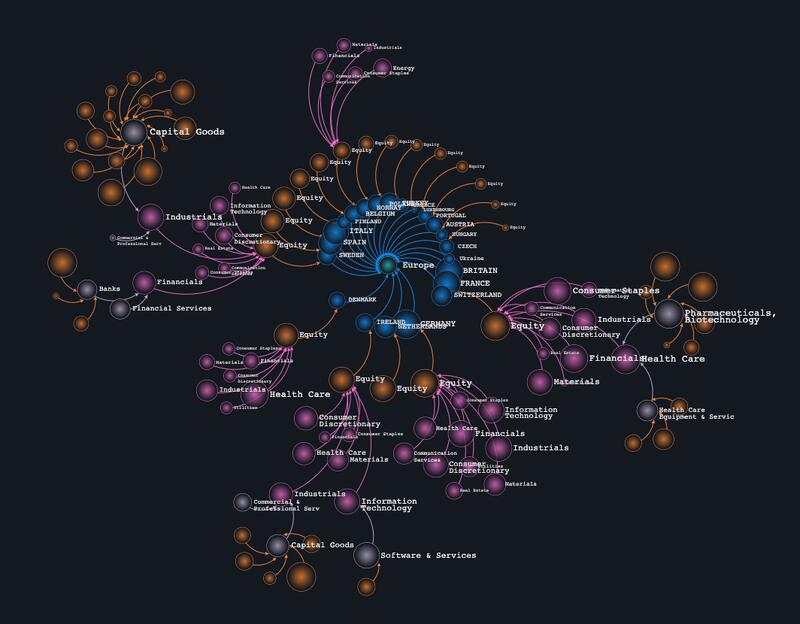 Materials
Industrials
Financials
Communication
Services
Consumer Staples
Energy
Capital Goods
Equity
Equity
Equity
Equity
Equity
Equity
Equity
Equity
Equity
Equity
Equity
Equity
Equity
Health Care
Information
Technology
Industrials
Materials
Consumer
Discretionary
Commercial &
Professional Serv
Real Estate
Communication
Financials
Banks
Financial Services
NORWAY
BELGIUM
FINLAND
ITALY
SPAIN
SWEDEN
LUXEMBOURG
PORTUGAL
AUSTRIA
HUNGARY
CZECH
Ukraine
Europe
BRITAIN
FRANCE
SWITZERLAND
DENMARK
IRELAND
NETHERLANDS
GERMANY
Equity
Consumer Staples
Information
Technology
Communication
Services
Industrials
Consumer
Discretionary
Real Estate
Financials
Health Care
Materials
Pharmaceuticals,
Biotechnology
Health Care
Equipment & Servic
Equity
Consumer Staples
Materials
Financials
Consumer
Discretionary
Industrials
Health Care
Utilities
Equity
Consumer
Discretionary
Financials
Consumer Staples
Health Care
Materials
Industrials
Commercial &
Professional Serv
Information
Technology
Capital Goods
Software & Services
Equity
Equity
Consumer Staples
Information
Technology
Health Care
Financials
Industrials
Communication
Services
Consumer
Discretionary
Utilities
Real Estate
Materials